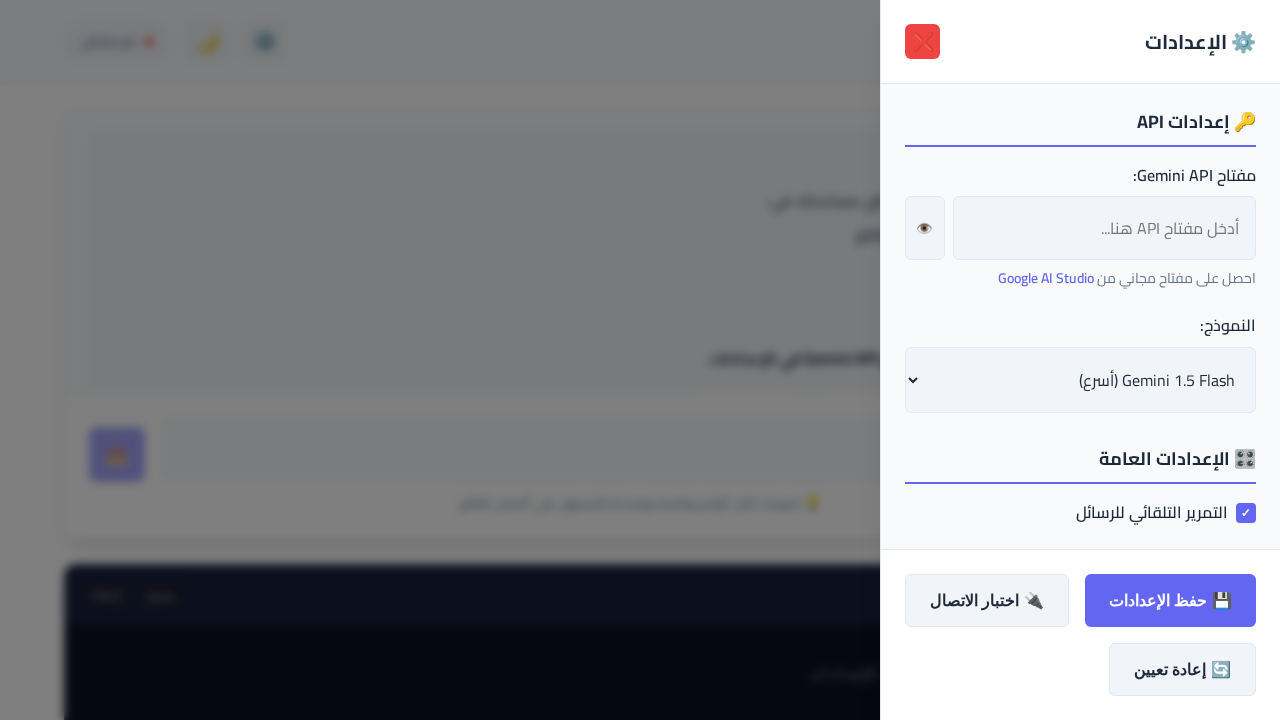 ⚙️ الإعدادات
❌
🔑 إعدادات API
مفتاح Gemini API:
أدخل مفتاح API هنا...
احصل على مفتاح مجاني من Google AI Studio
النموذج:
Gemini 1.5 Flash (أسرع)
🎛️ الإعدادات العامة
✓ التمرير التلقائي للرسائل
💾 حفظ الإعدادات
🔌 اختبار الاتصال
🔄 إعادة تعيين